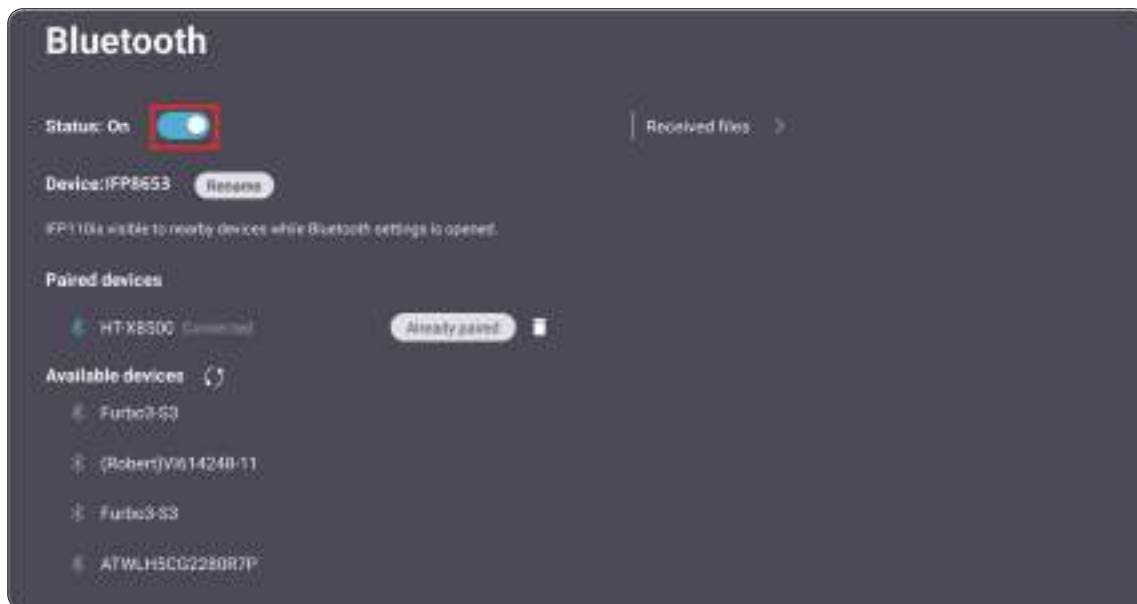 Bluetooth
Status: On
Received files >
Device:IFP8653 Rename
IFP110is visible to nearby devices while Bluetooth settings is opened.
Paired devices
HT-X8500 Connected Already paired
Available devices
Furbo3-S3
(Robert)VI614248-11
Furbo3-S3
ATWLH5CG2280R7P